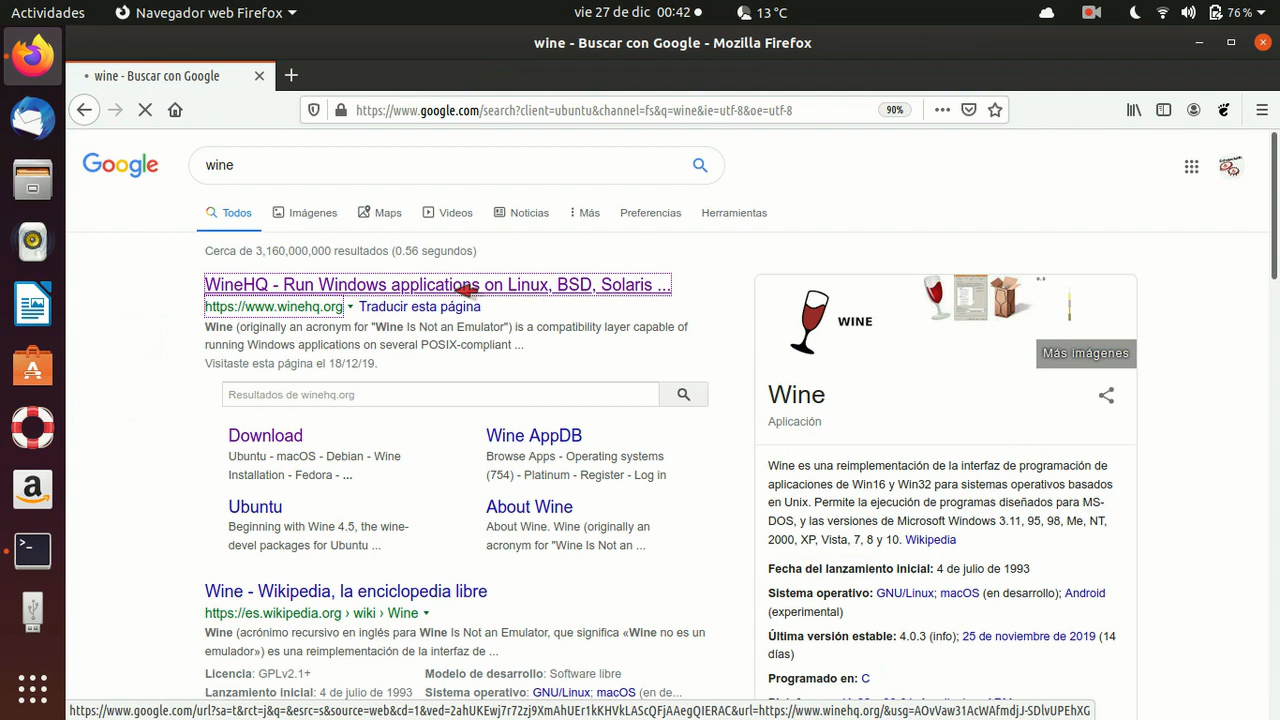 Actividades
Navegador web Firefox
vie 27 de dic 00:42
13 °C
76 %
wine - Buscar con Google - Mozilla Firefox
wine - Buscar con Google
https://www.google.com/search?client=ubuntu&channel=fs&q=wine&ie=utf-8&oe=utf-8
90%
Google
wine
Todos
Imágenes
Maps
Videos
Noticias
Más
Preferencias
Herramientas
Cerca de 3,160,000,000 resultados (0.56 segundos)
WineHQ - Run Windows applications on Linux, BSD, Solaris ...
https://www.winehq.org Traducir esta página
Wine (originally an acronym for "Wine Is Not an Emulator") is a compatibility layer capable of
running Windows applications on several POSIX-compliant ...
Visitaste esta página el 18/12/19.
Resultados de winehq.org
Download
Ubuntu - macOS - Debian - Wine
Installation - Fedora - ...
Wine AppDB
Browse Apps - Operating systems
(754) - Platinum - Register - Log in
Ubuntu
Beginning with Wine 4.5, the wine-
devel packages for Ubuntu ...
About Wine
About Wine. Wine (originally an
acronym for "Wine Is Not an ...
Wine - Wikipedia, la enciclopedia libre
https://es.wikipedia.org › wiki › Wine
Wine (acrónimo recursivo en inglés para Wine Is Not an Emulator, que significa «Wine no es un
emulador») es una reimplementación de la interfaz de ...
Licencia: GPLv2.1+
Modelo de desarrollo: Software libre
Lanzamiento inicial: 4 de julio de 1993
Sistema operativo: GNU/Linux; macOS (en de...
WINE
Más imágenes
Wine
Aplicación
Wine es una reimplementación de la interfaz de programación de
aplicaciones de Win16 y Win32 para sistemas operativos basados
en Unix. Permite la ejecución de programas diseñados para MS-
DOS, y las versiones de Microsoft Windows 3.11, 95, 98, Me, NT,
2000, XP, Vista, 7, 8 y 10. Wikipedia
Fecha del lanzamiento inicial: 4 de julio de 1993
Sistema operativo: GNU/Linux; macOS (en desarrollo); Android
(experimental)
Última versión estable: 4.0.3 (info); 25 de noviembre de 2019 (14
días)
Programado en: C
https://www.google.com/url?sa=t&rct=j&q=&esrc=s&source=web&cd=1&ved=2ahUKEwj7r72zj9XmAhUEr1kKHVkLAScQFjAAegQIERAC&url=https://www.winehq.org/&usg=AOvVaw31AcWAfmdjJ-SDlvUPEhXG